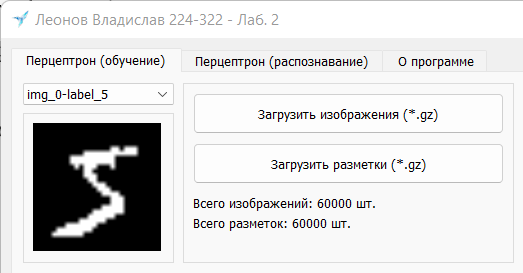 Леонов Владислав 224-322 - Лаб. 2
Перцептрон (обучение) Перцептрон (распознавание) О программе
img_0-label_5
Загрузить изображения (*.gz)
Загрузить разметки (*.gz)
Всего изображений: 60000 шт.
Всего разметок: 60000 шт.
5